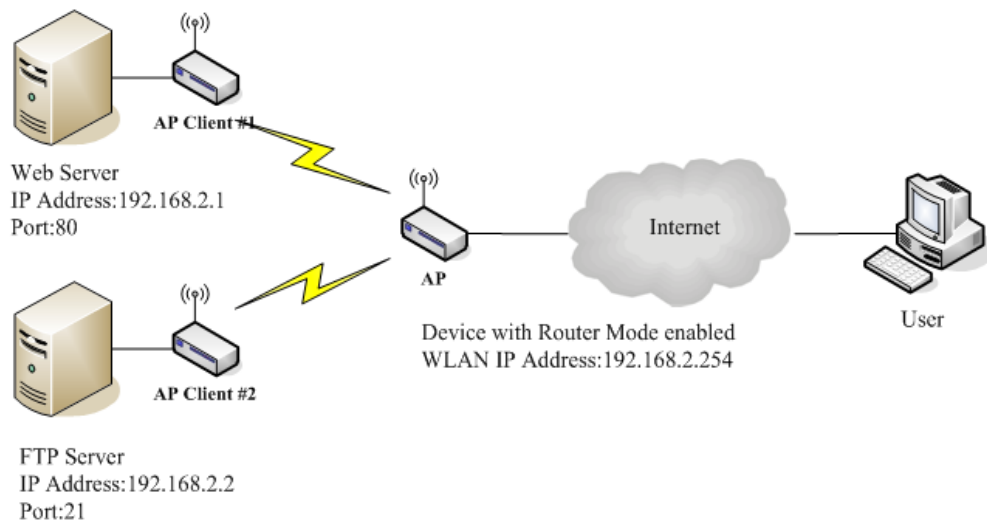 AP Client #1
Web Server
IP Address:192.168.2.1
Port:80
AP
Internet
User
Device with Router Mode enabled
WLAN IP Address:192.168.2.254
AP Client #2
FTP Server
IP Address:192.168.2.2
Port:21